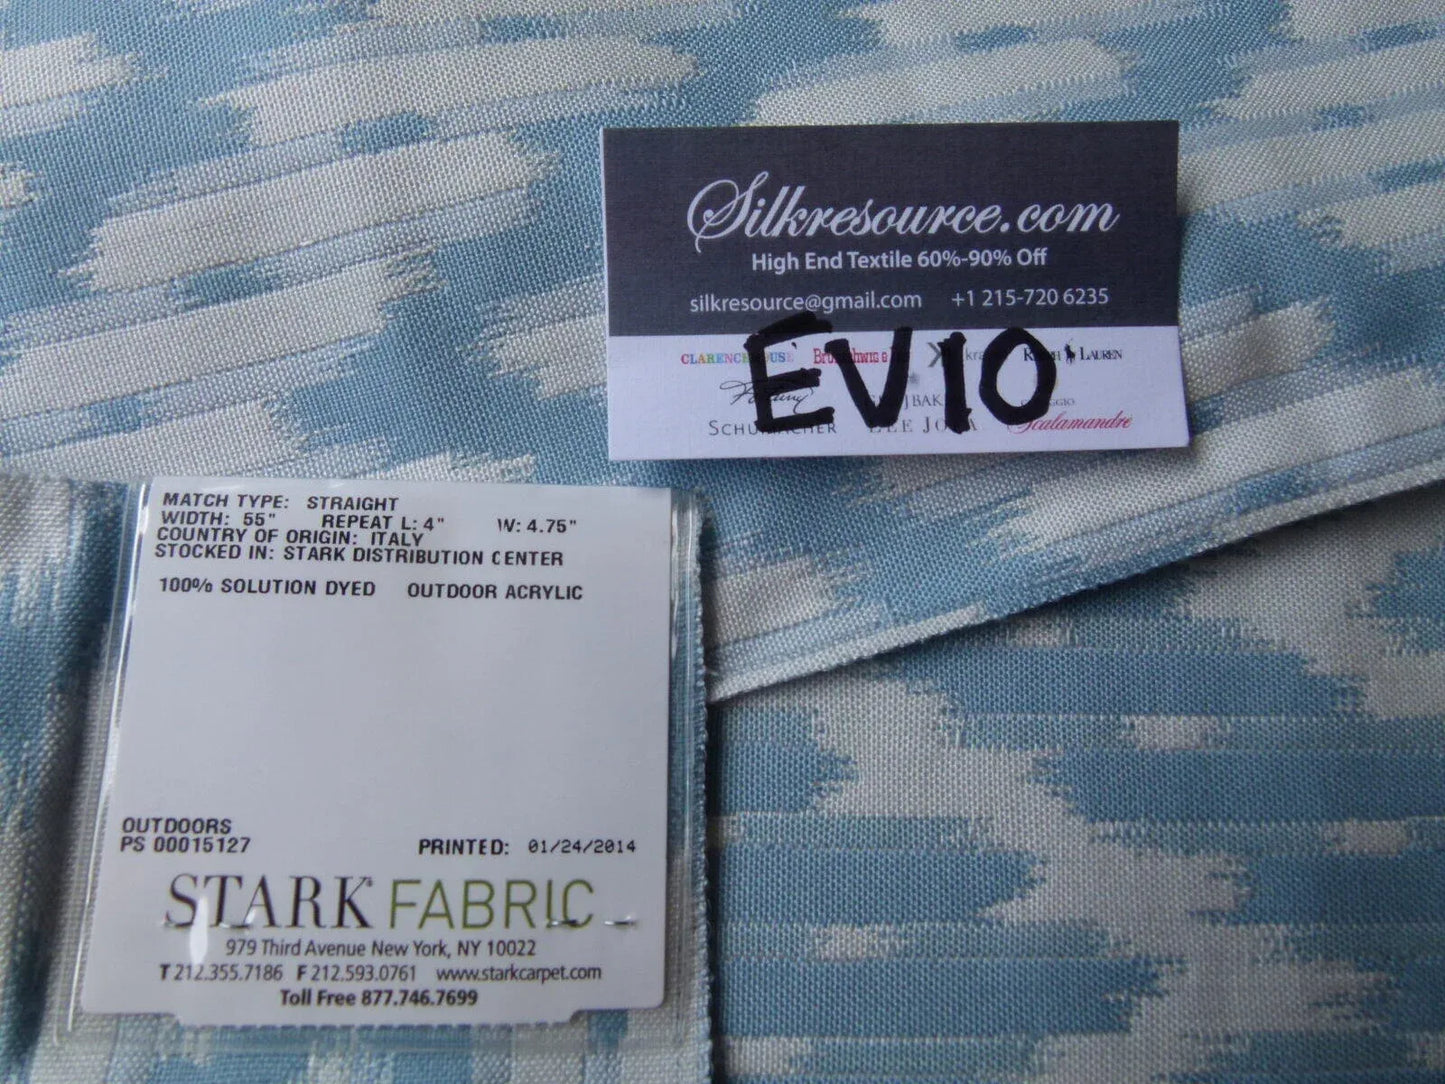 Silkresource.com
High End Textile 60%-90% Off
silkresource@gmail.com +1 215-720 6235
EV10
CLARENCE HOUSE
RALPH LAUREN
SCHUMACHER
Scalamandré
MATCH TYPE: STRAIGHT
WIDTH: 55" REPEAT L: 4" W: 4.75"
COUNTRY OF ORIGIN: ITALY
STOCKED IN: STARK DISTRIBUTION CENTER
100% SOLUTION DYED OUTDOOR ACRYLIC
OUTDOORS
PS 00015127 PRINTED: 01/24/2014
STARK FABRIC
979 Third Avenue New York, NY 10022
T 212.355.7186 F 212.593.0761 www.starkcarpet.com
Toll Free 877.746.7699